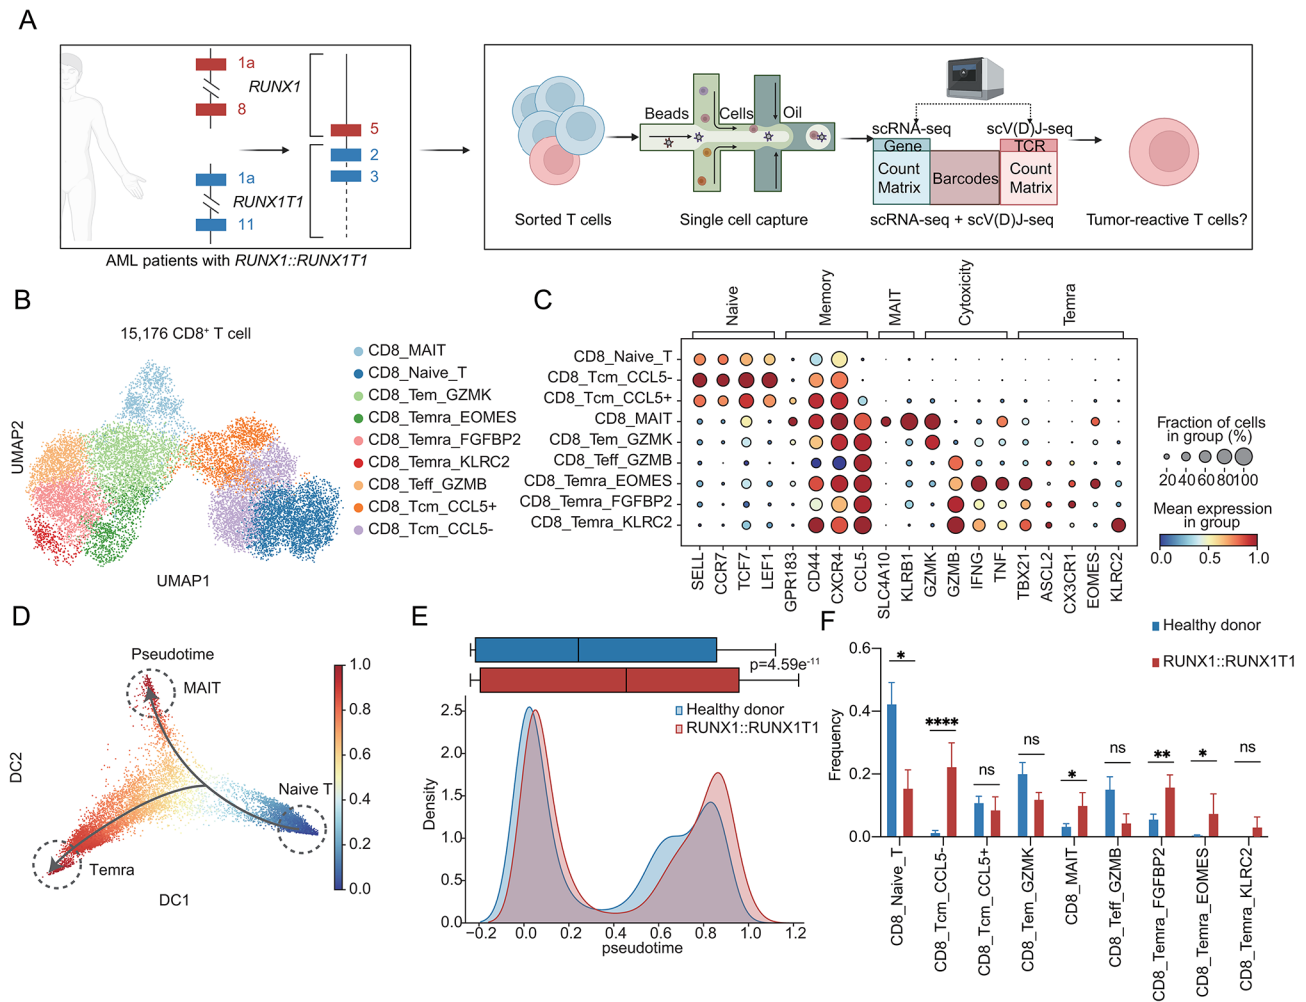 A
1a
RUNX1
8
1a
RUNX1T1
11
5
2
3
AML patients with RUNX1::RUNX1T1
Sorted T cells
Beads
Cells
Oil
Single cell capture
scRNA-seq
scV(D)J-seq
Gene
TCR
Count
Matrix
Barcodes
Count
Matrix
scRNA-seq + scV(D)J-seq
Tumor-reactive T cells?
B
15,176 CD8+ T cell
UMAP2
UMAP1
CD8_MAIT
CD8_Naive_T
CD8_Tem_GZMK
CD8_Temra_EOMES
CD8_Temra_FGFBP2
CD8_Temra_KLRC2
CD8_Teff_GZMB
CD8_Tcm_CCL5+
CD8_Tcm_CCL5-
C
Naive
Memory
MAIT
Cytoxicity
Temra
CD8_Naive_T
CD8_Tcm_CCL5-
CD8_Tcm_CCL5+
CD8_MAIT
CD8_Tem_GZMK
CD8_Teff_GZMB
CD8_Temra_EOMES
CD8_Temra_FGFBP2
CD8_Temra_KLRC2
SELL
CCR7
TCF7
LEF1
GPR183
CD44
CXCR4
CCL5
SLC4A10
KLRB1
GZMK
GZMB
IFNG
TNF
TBX21
ASCL2
CX3CR1
EOMES
KLRC2
Fraction of cells
in group (%)
20 40 60 80 100
Mean expression
in group
0.0 0.5 1.0
D
Pseudotime
MAIT
Naive T
Temra
DC2
DC1
1.0
0.8
0.6
0.4
0.2
0.0
E
p=4.59e-11
Healthy donor
RUNX1::RUNX1T1
Density
2.5
2.0
1.5
1.0
0.5
0.0
−0.2 0.0 0.2 0.4 0.6 0.8 1.0 1.2
pseudotime
F
Healthy donor
RUNX1::RUNX1T1
Frequency
0.6
0.4
0.2
0.0
*
****
ns
ns
*
ns
**
*
ns
CD8_Naive_T
CD8_Tcm_CCL5-
CD8_Tcm_CCL5+
CD8_Tem_GZMK
CD8_MAIT
CD8_Teff_GZMB
CD8_Temra_FGFBP2
CD8_Temra_EOMES
CD8_Temra_KLRC2